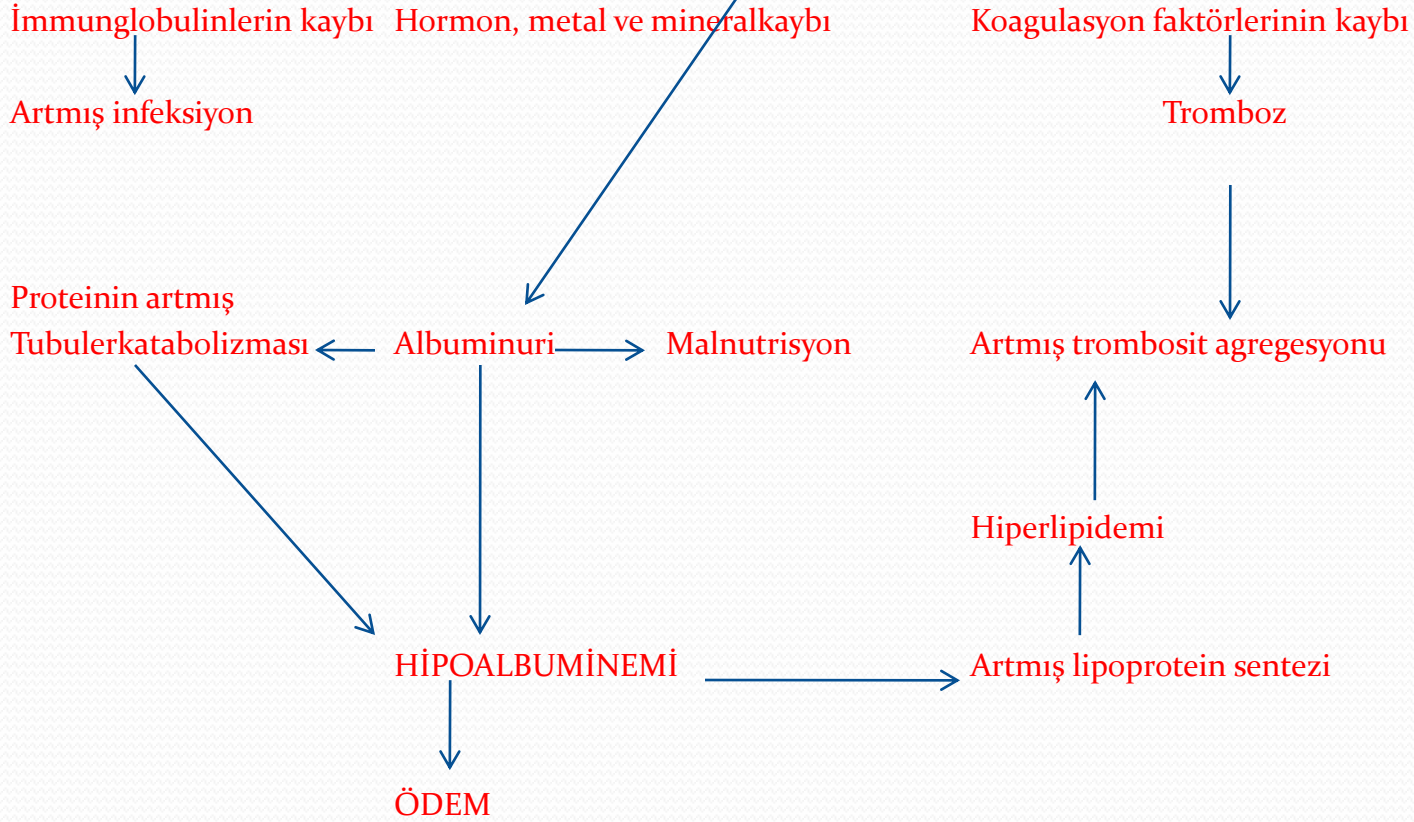 İmmunglobulinlerin kaybı Hormon, metal ve mineralkaybı Koagulasyon faktörlerinin kaybı
Artmış infeksiyon Tromboz
Proteinin artmış
Tubulerkatabolizması Albuminuri Malnutrisyon Artmış trombosit agregesyonu
Hiperlipidemi
HİPOALBUMİNEMİ Artmış lipoprotein sentezi
ÖDEM